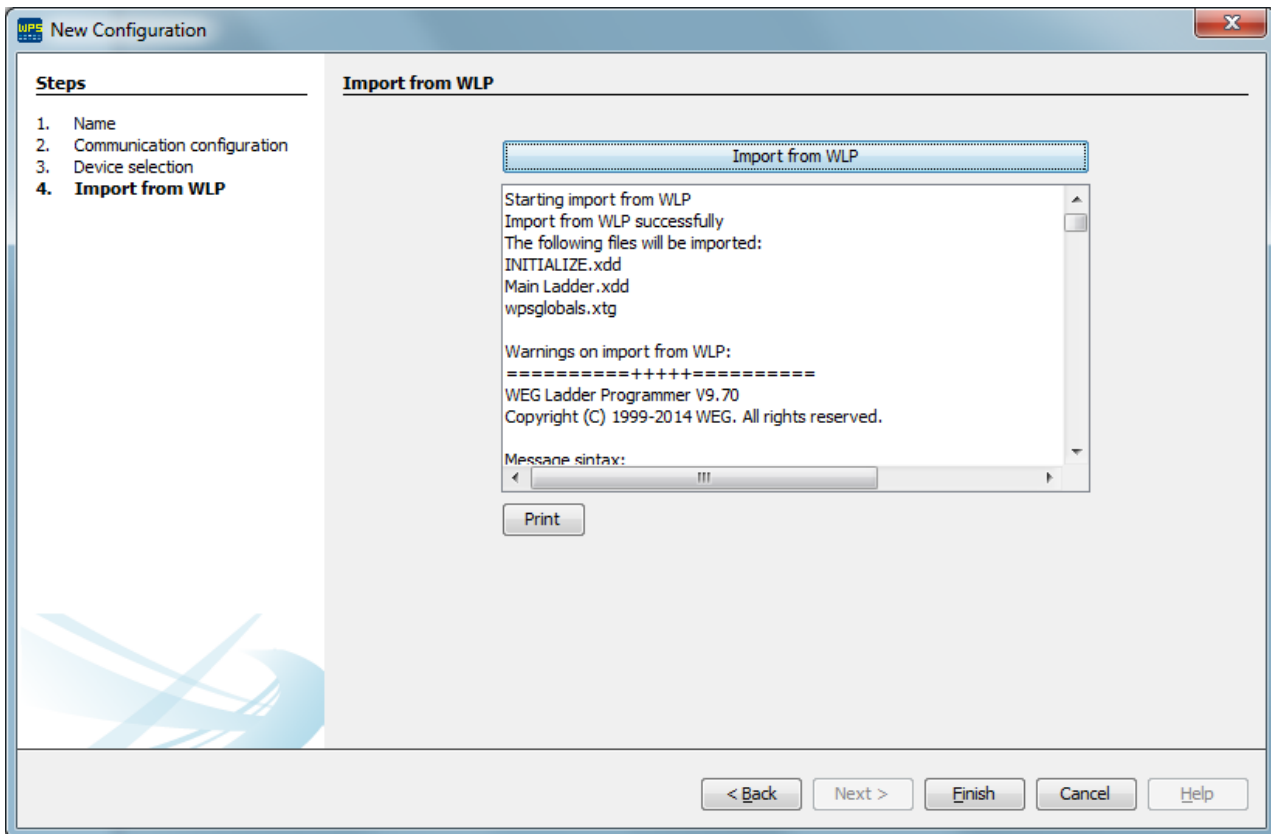 WPS New Configuration
X
Steps
1. Name
2. Communication configuration
3. Device selection
4. Import from WLP
Import from WLP
Import from WLP
Starting import from WLP
Import from WLP successfully
The following files will be imported:
INITIALIZE.xdd
Main Ladder.xdd
wpsglobals.xtg
Warnings on import from WLP:
==========+++++==========
WEG Ladder Programmer V9.70
Copyright (C) 1999-2014 WEG. All rights reserved.
Message sintax:
Print
< Back Next > Finish Cancel Help